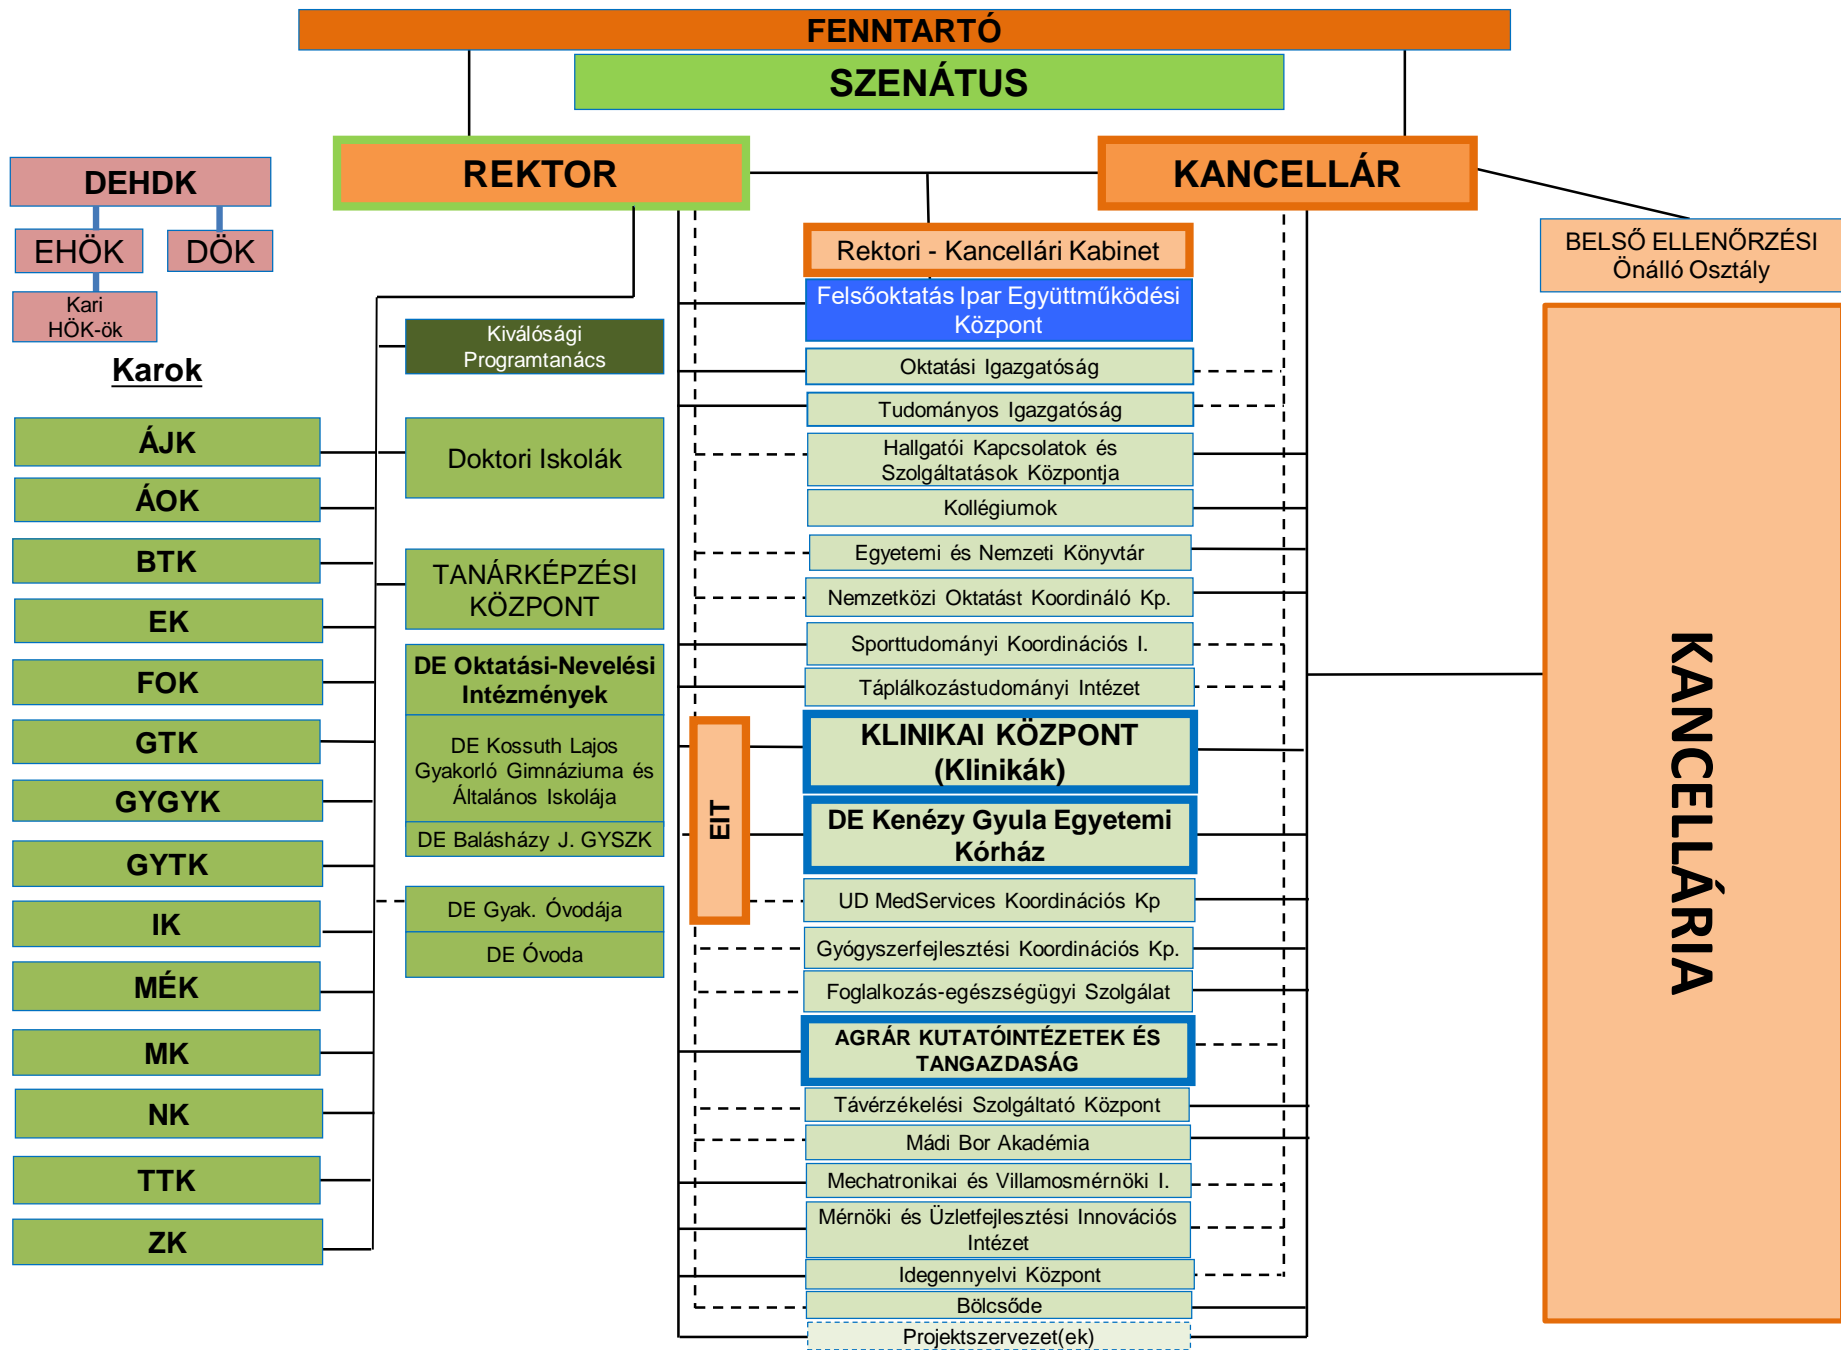 FENNTARTÓ
SZENÁTUS
REKTOR
KANCELLÁR
DEHDK
EHÖK
DÖK
Kari
HÖK-ök
Karok
ÁJK
ÁOK
BTK
EK
FOK
GTK
GYGYK
GYTK
IK
MÉK
MK
NK
TTK
ZK
Kiválósági
Programtanács
Doktori Iskolák
TANÁRKÉPZÉSI
KÖZPONT
DE Oktatási-Nevelési
Intézmények
DE Kossuth Lajos
Gyakorló Gimnáziuma és
Általános Iskolája
DE Balásházy J. GYSZK
DE Gyak. Óvodája
DE Óvoda
EIT
Rektori - Kancellári Kabinet
Felsőoktatás Ipar Együttműködési
Központ
Oktatási Igazgatóság
Tudományos Igazgatóság
Hallgatói Kapcsolatok és
Szolgáltatások Központja
Kollégiumok
Egyetemi és Nemzeti Könyvtár
Nemzetközi Oktatást Koordináló Kp.
Sporttudományi Koordinációs I.
Táplálkozástudományi Intézet
KLINIKAI KÖZPONT
(Klinikák)
DE Kenézy Gyula Egyetemi
Kórház
UD MedServices Koordinációs Kp
Gyógyszerfejlesztési Koordinációs Kp.
Foglalkozás-egészségügyi Szolgálat
AGRÁR KUTATÓINTÉZETEK ÉS
TANGAZDASÁG
Távérzékelési Szolgáltató Központ
Mádi Bor Akadémia
Mechatronikai és Villamosmérnöki I.
Mérnöki és Üzletfejlesztési Innovációs
Intézet
Idegennyelvi Központ
Bölcsőde
Projektszervezet(ek)
BELSŐ ELLENŐRZÉSI
Önálló Osztály
KANCELLÁRIA